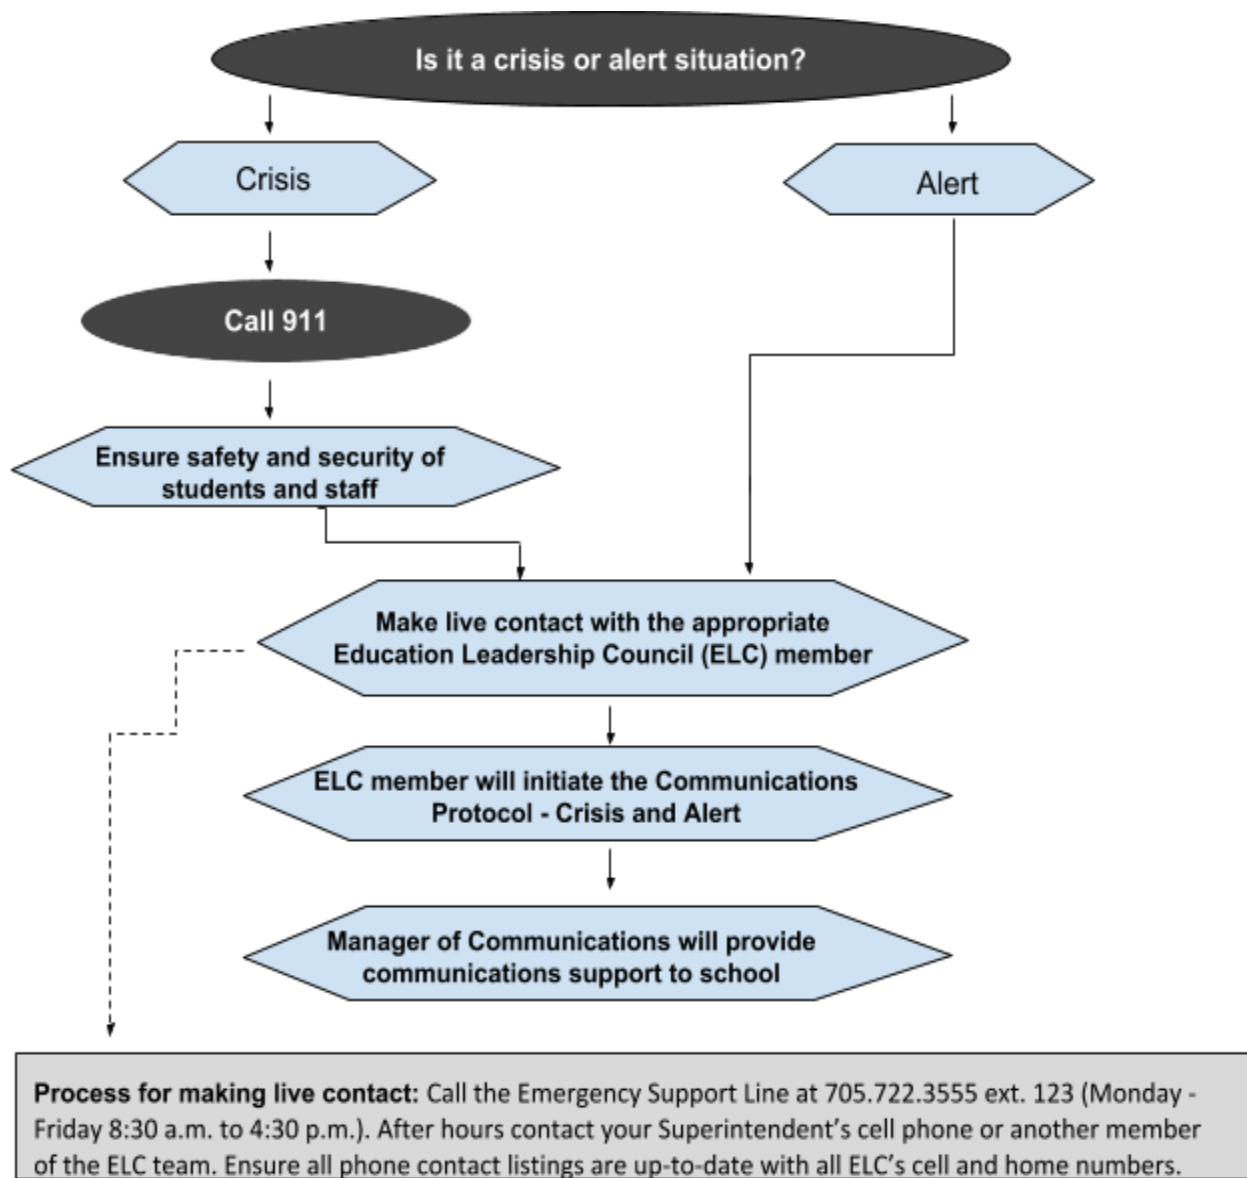 Is it a crisis or alert situation?
Crisis
Alert
Call 911
Ensure safety and security of
students and staff
Make live contact with the appropriate
Education Leadership Council (ELC) member
ELC member will initiate the Communications
Protocol - Crisis and Alert
Manager of Communications will provide
communications support to school
Process for making live contact: Call the Emergency Support Line at 705.722.3555 ext. 123 (Monday -
Friday 8:30 a.m. to 4:30 p.m.). After hours contact your Superintendent’s cell phone or another member
of the ELC team. Ensure all phone contact listings are up-to-date with all ELC’s cell and home numbers.